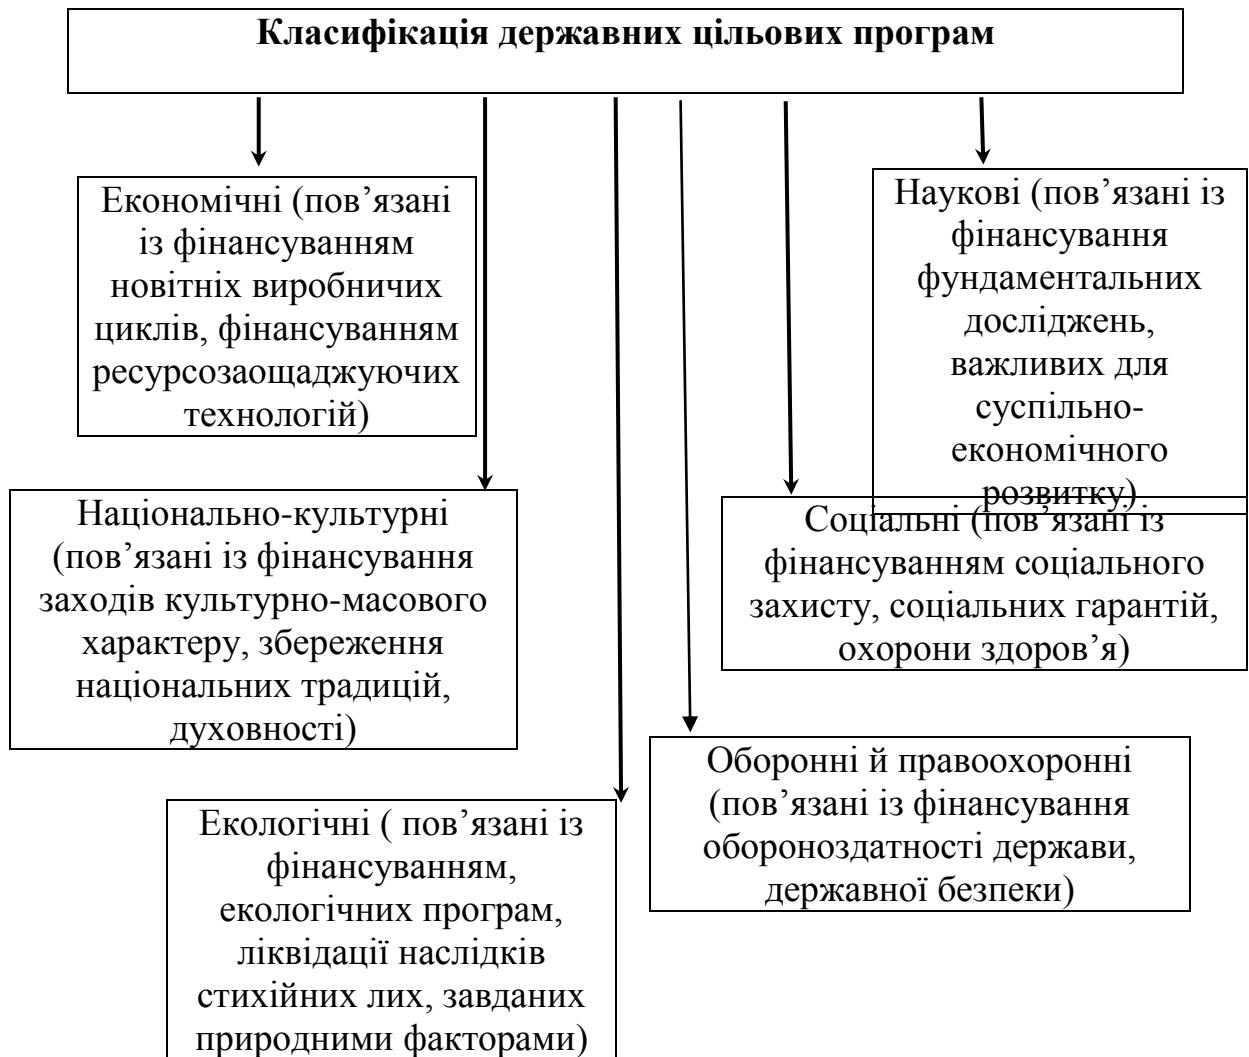 Класифікація державних цільових програм
Економічні (пов’язані
із фінансуванням
новітніх виробничих
циклів, фінансуванням
ресурсозаощаджуючих
технологій)
Наукові (пов’язані із
фінансування
фундаментальних
досліджень,
важливих для
суспільно-
економічного
розвитку)
Національно-культурні
(пов’язані із фінансування
заходів культурно-масового
характеру, збереження
національних традицій,
духовності)
Соціальні (пов’язані із
фінансуванням соціального
захисту, соціальних гарантій,
охорони здоров’я)
Екологічні ( пов’язані із
фінансуванням,
екологічних програм,
ліквідації наслідків
стихійних лих, завданих
природними факторами)
Оборонні й правоохоронні
(пов’язані із фінансування
обороноздатності держави,
державної безпеки)